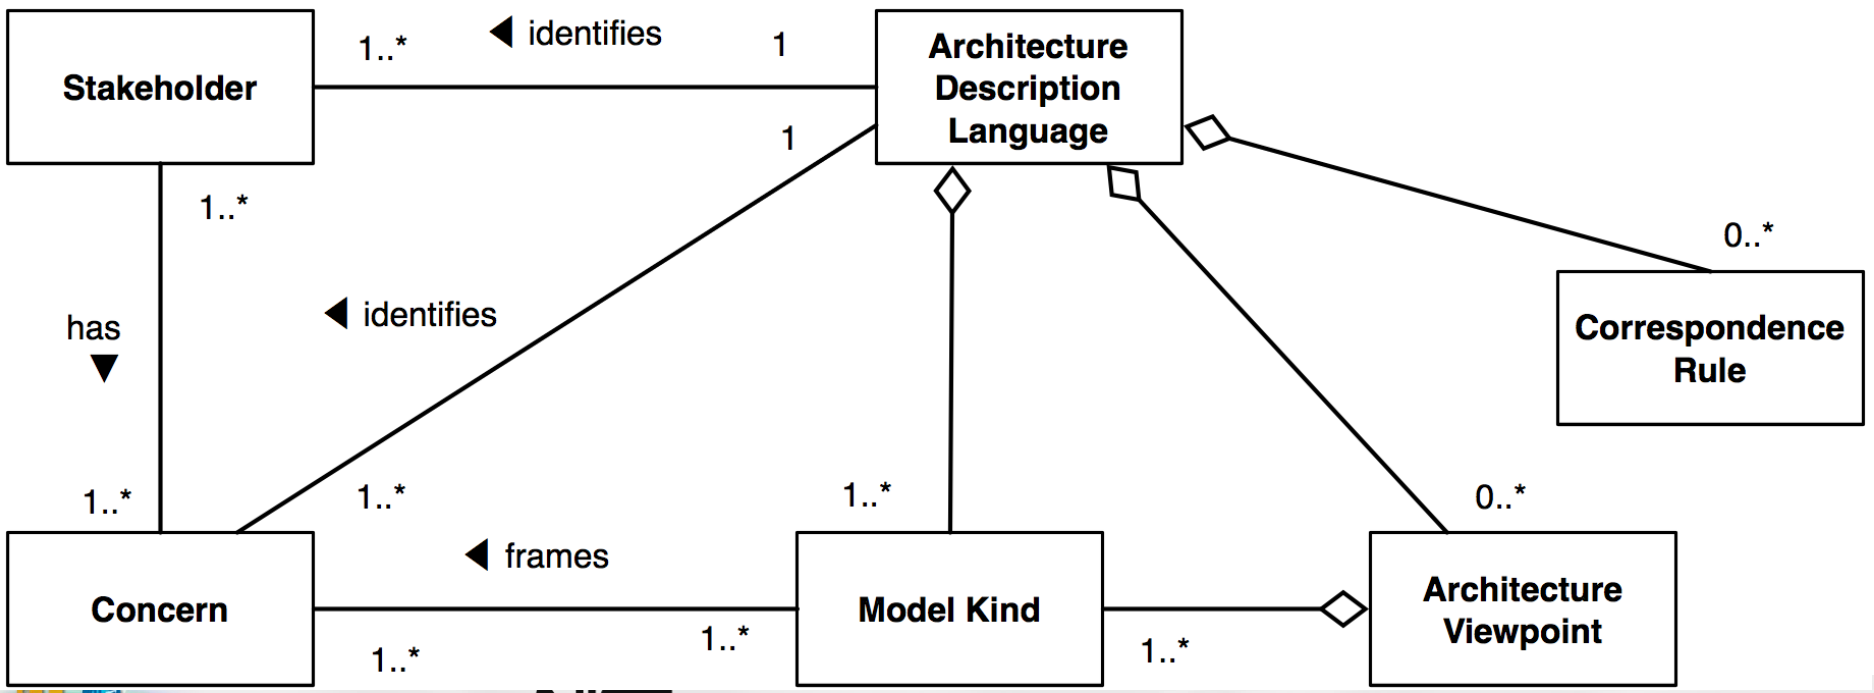 Stakeholder
1..*
identifies
1
Architecture
Description
Language
1
1..*
has
identifies
0..*
Correspondence
Rule
1..*
1..*
1..*
0..*
Concern
frames
1..*
1..*
Model Kind
1..*
Architecture
Viewpoint